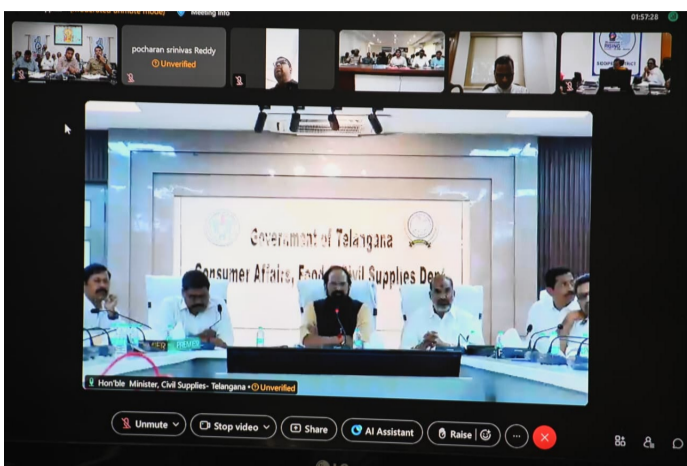 Meeting Info
01:57:28
pocharan srinivas Reddy
Unverified
Government of Telangana
Consumer Affairs, Food Civil Supplies
Hon'ble Minister, Civil Supplies- Telangana • Unverified
Unmute
Stop video
Share
AI Assistant
Raise